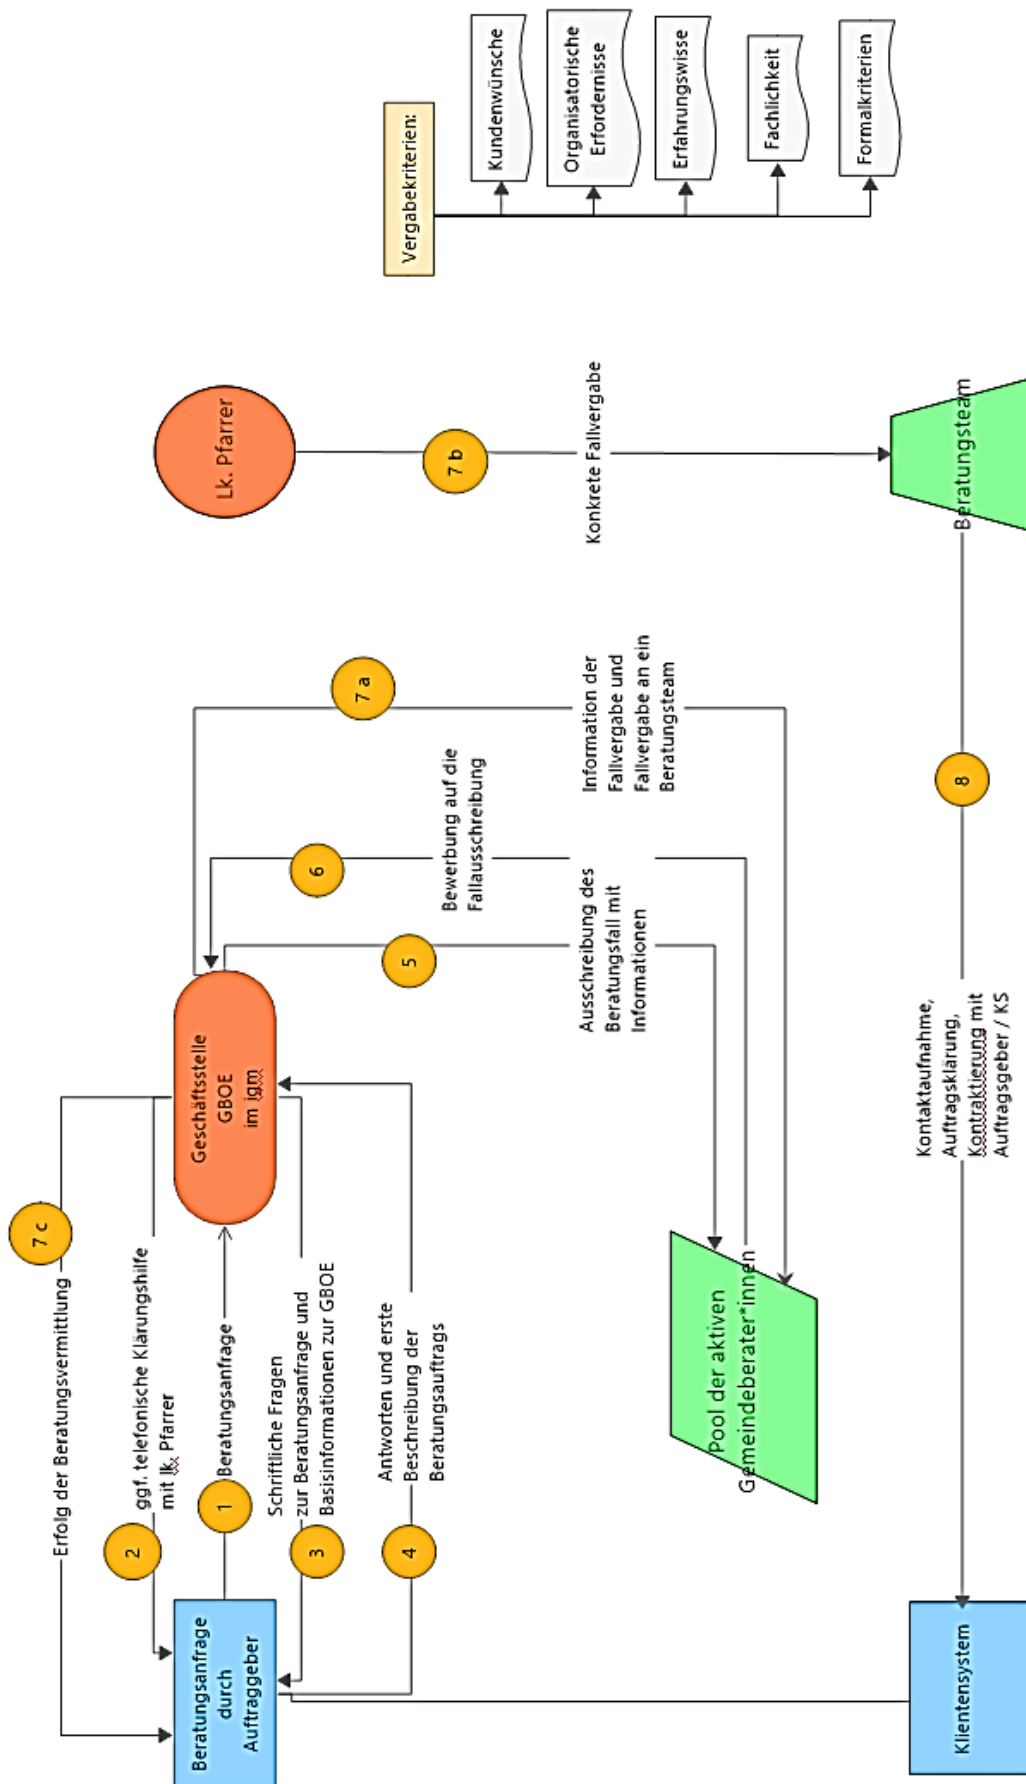 Erfolg der Beratungsvermittlung
7 c
ggf. telefonische Klärungshilfe
mit lk. Pfarrer
2
Beratungsanfrage
durch
Auftraggeber
1
Beratungsanfrage
Geschäftsstelle
GBOE
im igm
Schriftliche Fragen
zur Beratungsanfrage und
Basisinformationen zur GBOE
3
Antworten und erste
Beschreibung der
Beratungsauftrags
4
5
Ausschreibung des
Beratungsfall mit
Informationen
6
Bewerbung auf die
Fallausschreibung
7 a
Information der
Fallvergabe und
Fallvergabe an ein
Beratungsteam
Pool der aktiven
Gemeindeberater*innen
Lk. Pfarrer
7 b
Konkrete Fallvergabe
Beratungsteam
8
Kontaktaufnahme,
Auftragsklärung,
Kontraktierung mit
Auftragsgeber / KS
Klientensystem
Vergabekriterien:
Kundenwünsche
Organisatorische
Erfordernisse
Erfahrungswisse
Fachlichkeit
Formalkriterien